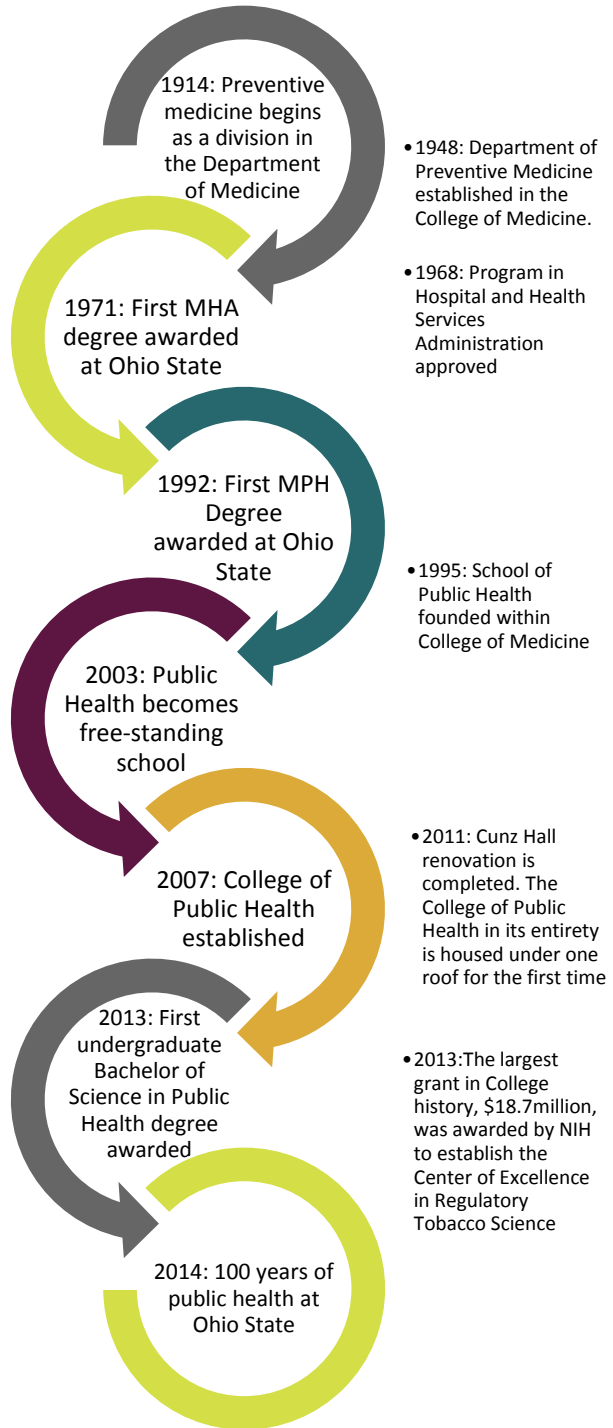 1914: Preventive
medicine begins
as a division in
the Department
of Medicine
•1948: Department of
Preventive Medicine
established in the
College of Medicine.
•1968: Program in
Hospital and Health
Services
Administration
approved
1971: First MHA
degree awarded
at Ohio State
1992: First MPH
Degree
awarded at Ohio
State
•1995: School of
Public Health
founded within
College of Medicine
2003: Public
Health becomes
free-standing
school
2007: College of
Public Health
established
•2011: Cunz Hall
renovation is
completed. The
College of Public
Health in its entirety
is housed under one
roof for the first time
2013: First
undergraduate
Bachelor of
Science in Public
Health degree
awarded
•2013:The largest
grant in College
history, $18.7million,
was awarded by NIH
to establish the
Center of Excellence
in Regulatory
Tobacco Science
2014: 100 years of
public health at
Ohio State